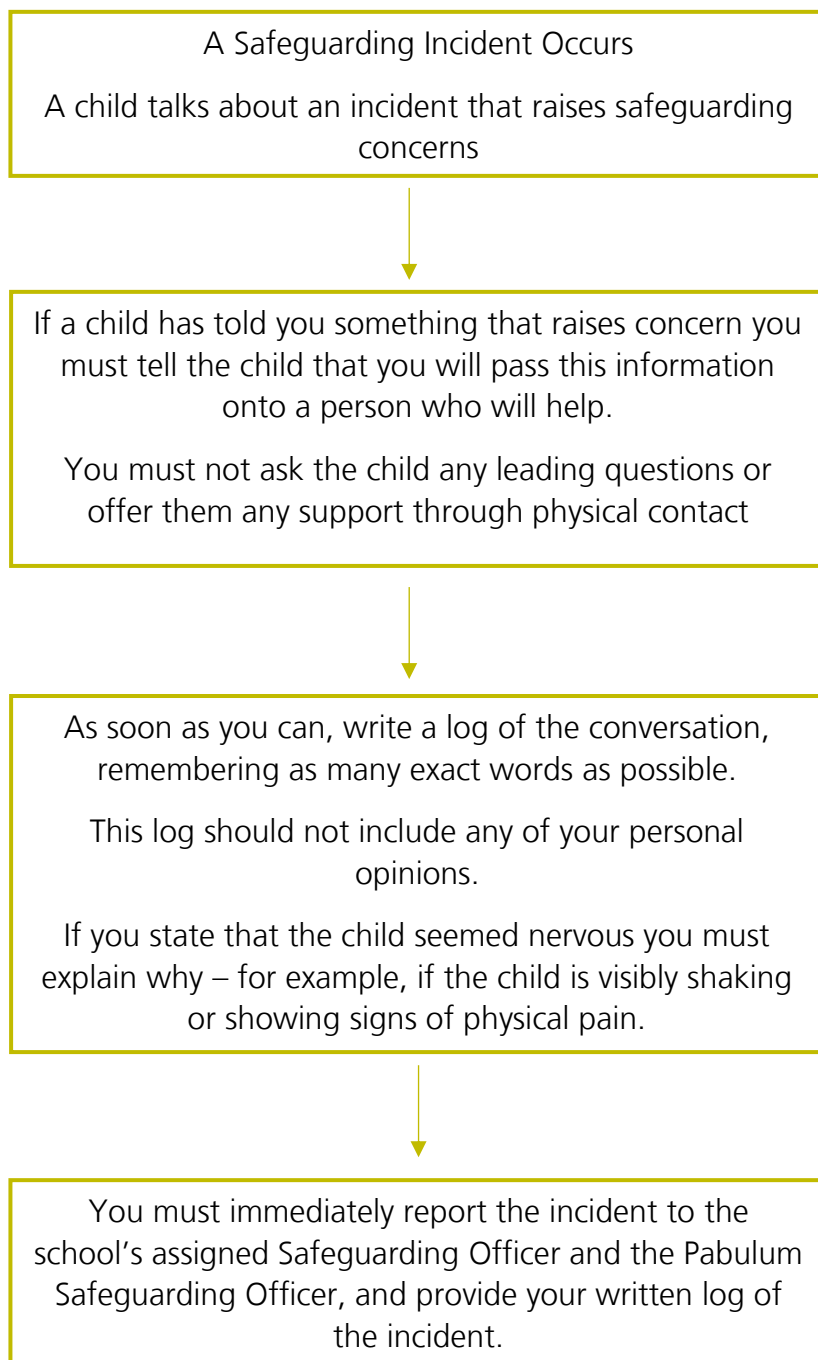 A Safeguarding Incident Occurs
A child talks about an incident that raises safeguarding
concerns
If a child has told you something that raises concern you
must tell the child that you will pass this information
onto a person who will help.
You must not ask the child any leading questions or
offer them any support through physical contact
As soon as you can, write a log of the conversation,
remembering as many exact words as possible.
This log should not include any of your personal
opinions.
If you state that the child seemed nervous you must
explain why – for example, if the child is visibly shaking
or showing signs of physical pain.
You must immediately report the incident to the
school’s assigned Safeguarding Officer and the Pabulum
Safeguarding Officer, and provide your written log of
the incident.